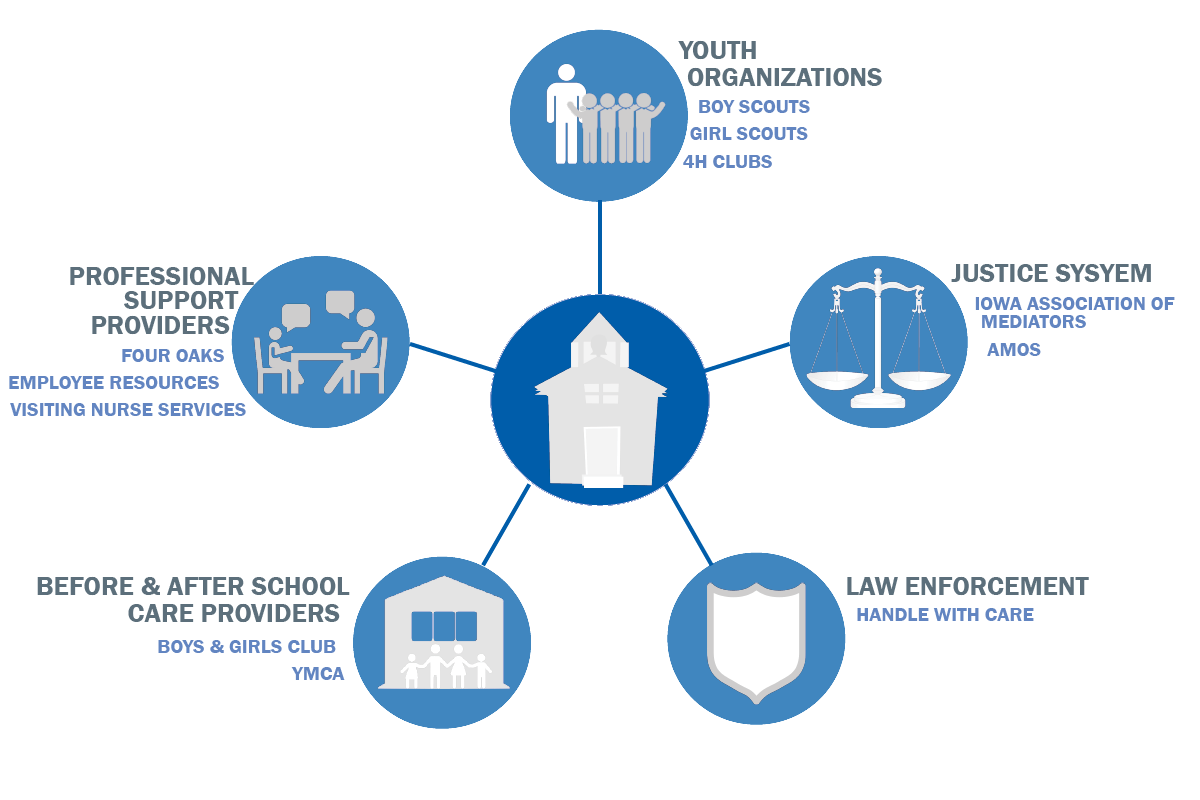 YOUTH
ORGANIZATIONS
BOY SCOUTS
GIRL SCOUTS
4H CLUBS
PROFESSIONAL
SUPPORT
PROVIDERS
FOUR OAKS
EMPLOYEE RESOURCES
VISITING NURSE SERVICES
JUSTICE SYSYEM
IOWA ASSOCIATION OF
MEDIATORS
AMOS
BEFORE & AFTER SCHOOL
CARE PROVIDERS
BOYS & GIRLS CLUB
YMCA
LAW ENFORCEMENT
HANDLE WITH CARE